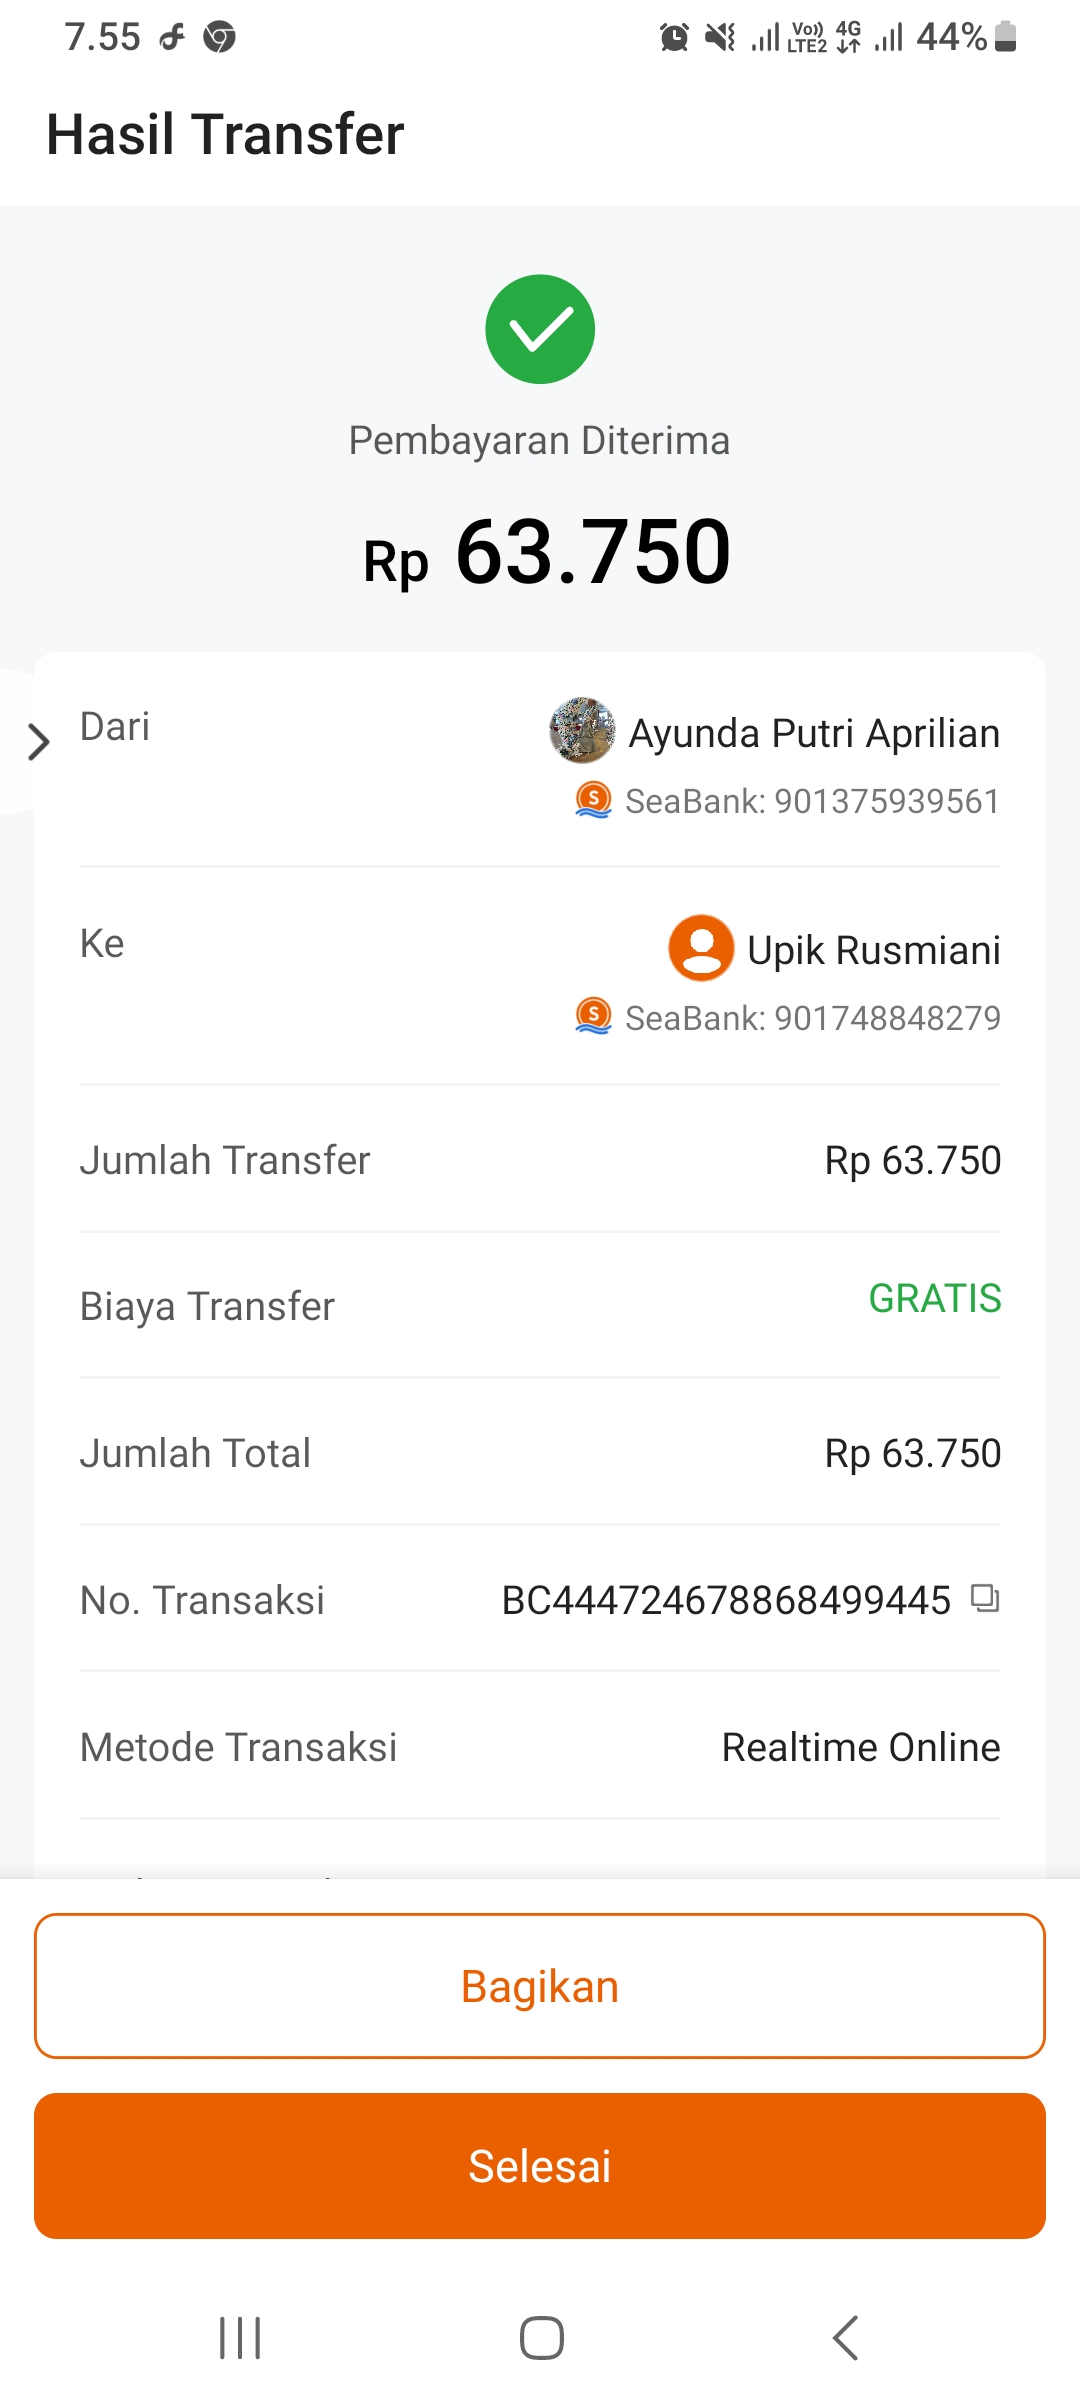 7.55 Vo)) LTE2 4G 44%
Hasil Transfer
Pembayaran Diterima
Rp 63.750
Dari Ayunda Putri Aprilian
SeaBank: 901375939561
Ke Upik Rusmiani
SeaBank: 901748848279
Jumlah Transfer Rp 63.750
Biaya Transfer GRATIS
Jumlah Total Rp 63.750
No. Transaksi BC444724678868499445
Metode Transaksi Realtime Online
Bagikan
Selesai